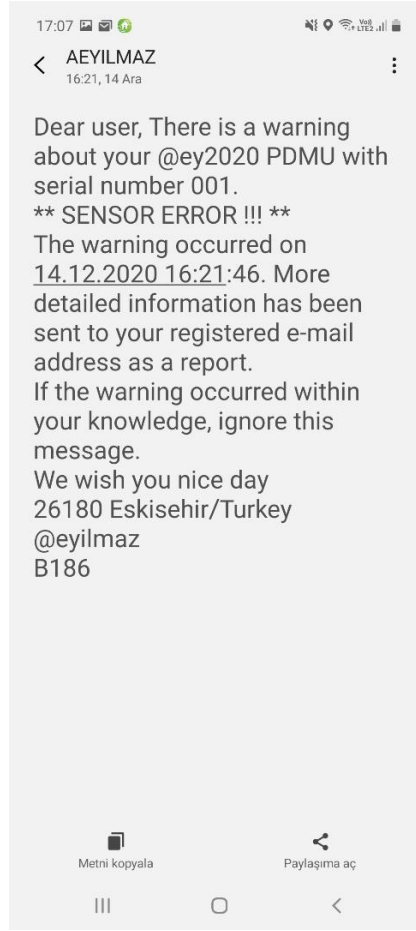 17:07
VoB
LTE2
AEYILMAZ
16:21, 14 Ara
Dear user, There is a warning
about your @ey2020 PDMU with
serial number 001.
** SENSOR ERROR !!! **
The warning occurred on
14.12.2020 16:21:46. More
detailed information has been
sent to your registered e-mail
address as a report.
If the warning occurred within
your knowledge, ignore this
message.
We wish you nice day
26180 Eskisehir/Turkey
@eyilmaz
B186
Metni kopyala
Paylaşıma aç